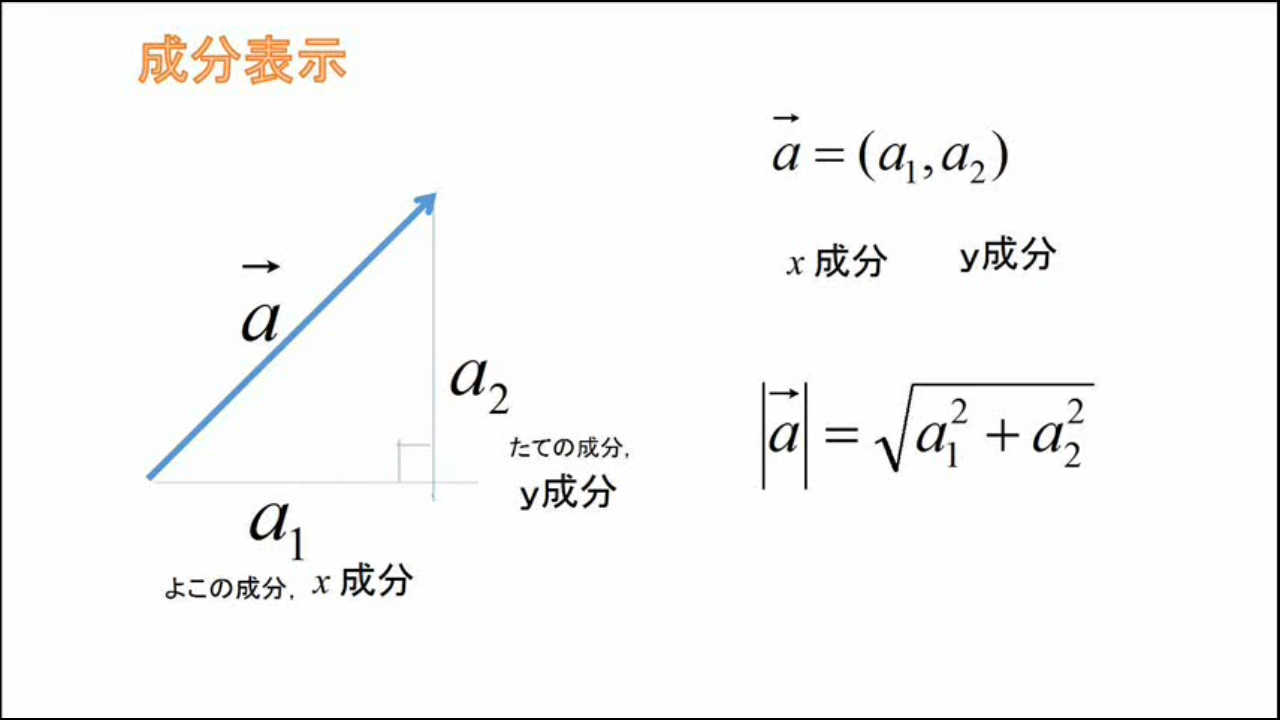 成分表示
a⃗ = (a₁, a₂)
x 成分 y成分
a⃗
a₂
たての成分,
y成分
|a⃗| = √(a₁² + a₂²)
a₁
よこの成分, x 成分